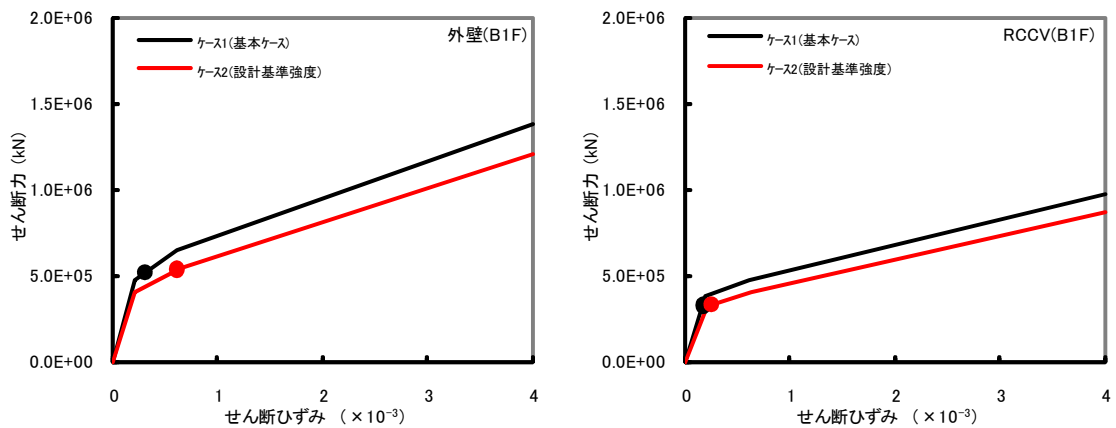 2.0E+06
1.5E+06
1.0E+06
5.0E+05
0.0E+00
せん断力 (kN)
ｹｰｽ1(基本ケース)
ｹｰｽ2(設計基準強度)
外壁(B1F)
0 1 2 3 4
せん断ひずみ （×10⁻³）
2.0E+06
1.5E+06
1.0E+06
5.0E+05
0.0E+00
せん断力 (kN)
ｹｰｽ1(基本ケース)
ｹｰｽ2(設計基準強度)
RCCV(B1F)
0 1 2 3 4
せん断ひずみ （×10⁻³）